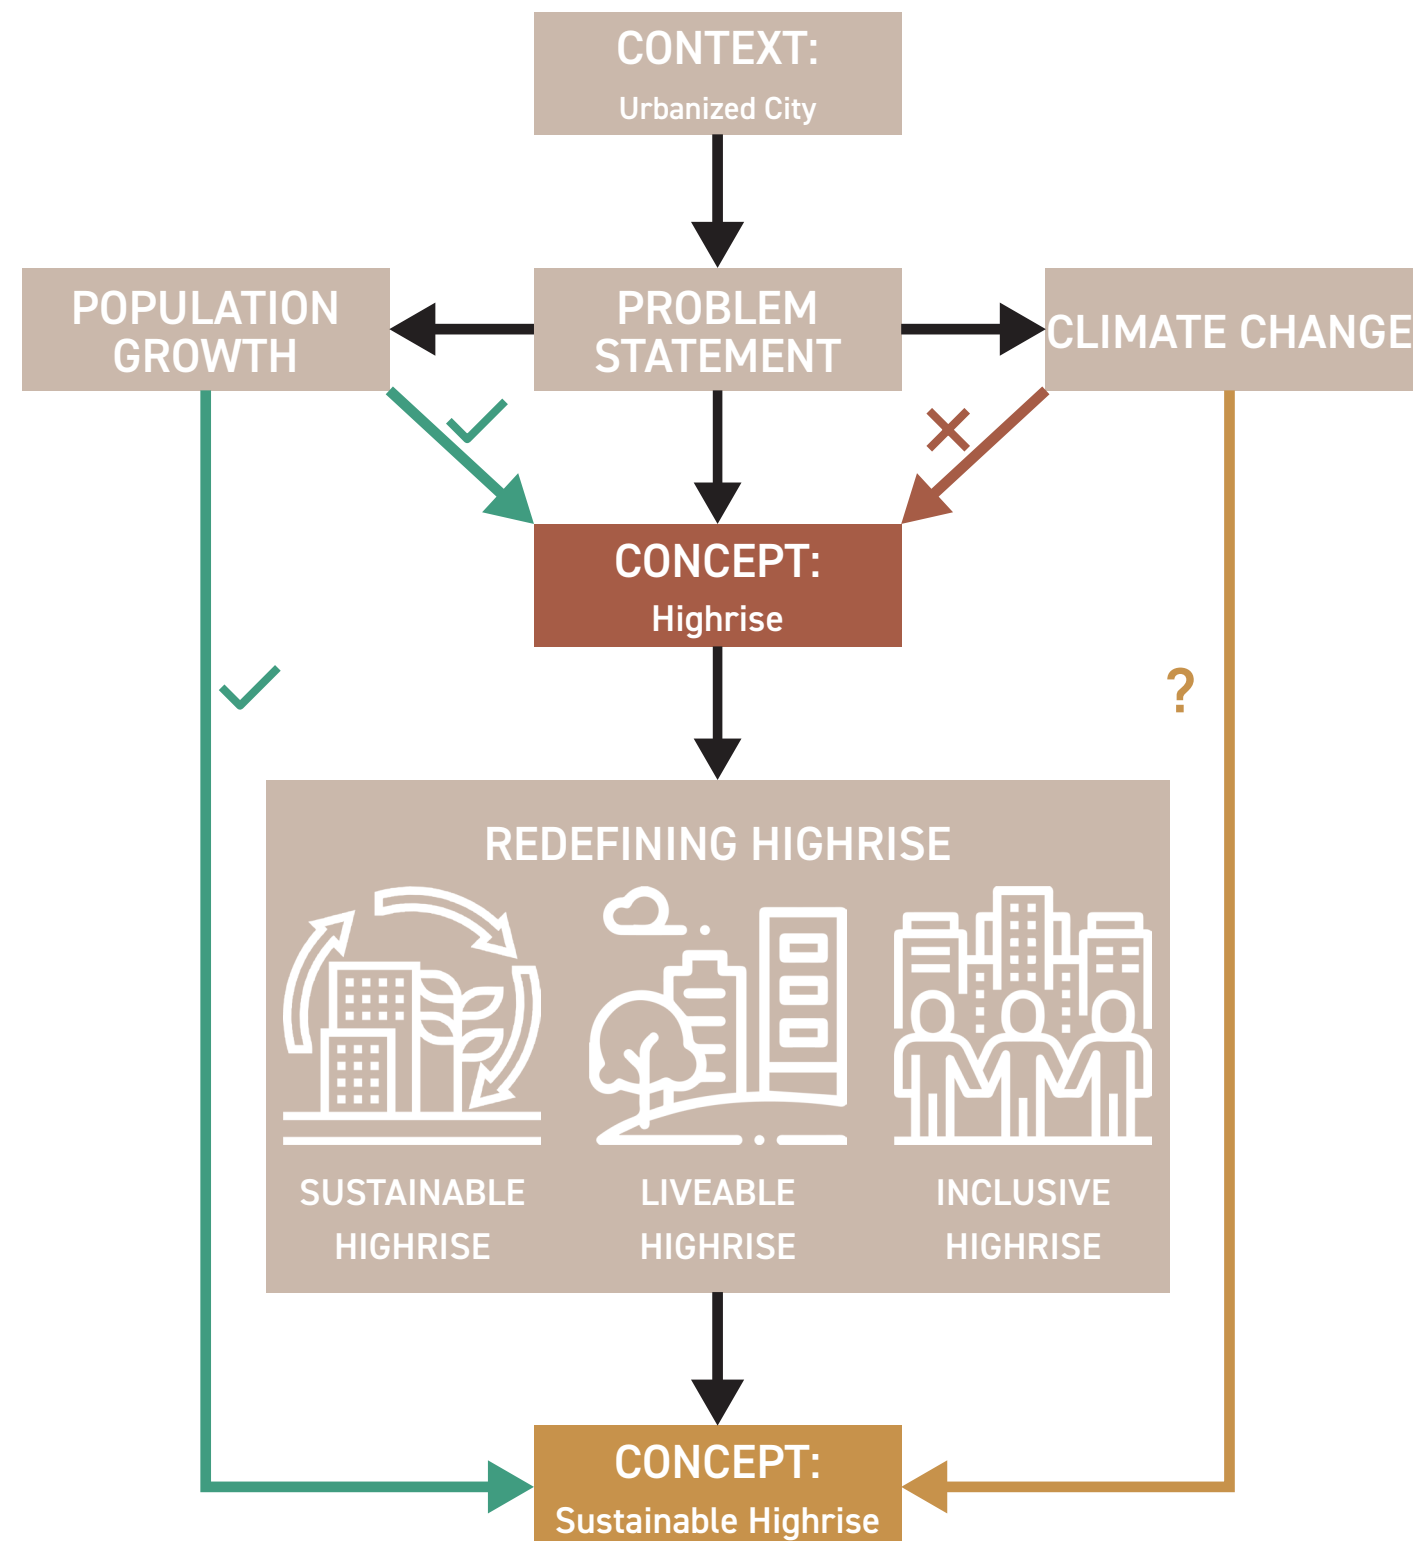 CONTEXT:
Urbanized City
POPULATION
GROWTH
PROBLEM
STATEMENT
CLIMATE CHANGE
CONCEPT:
Highrise
?
REDEFINING HIGHRISE
SUSTAINABLE
HIGHRISE
LIVEABLE
HIGHRISE
INCLUSIVE
HIGHRISE
CONCEPT:
Sustainable Highrise